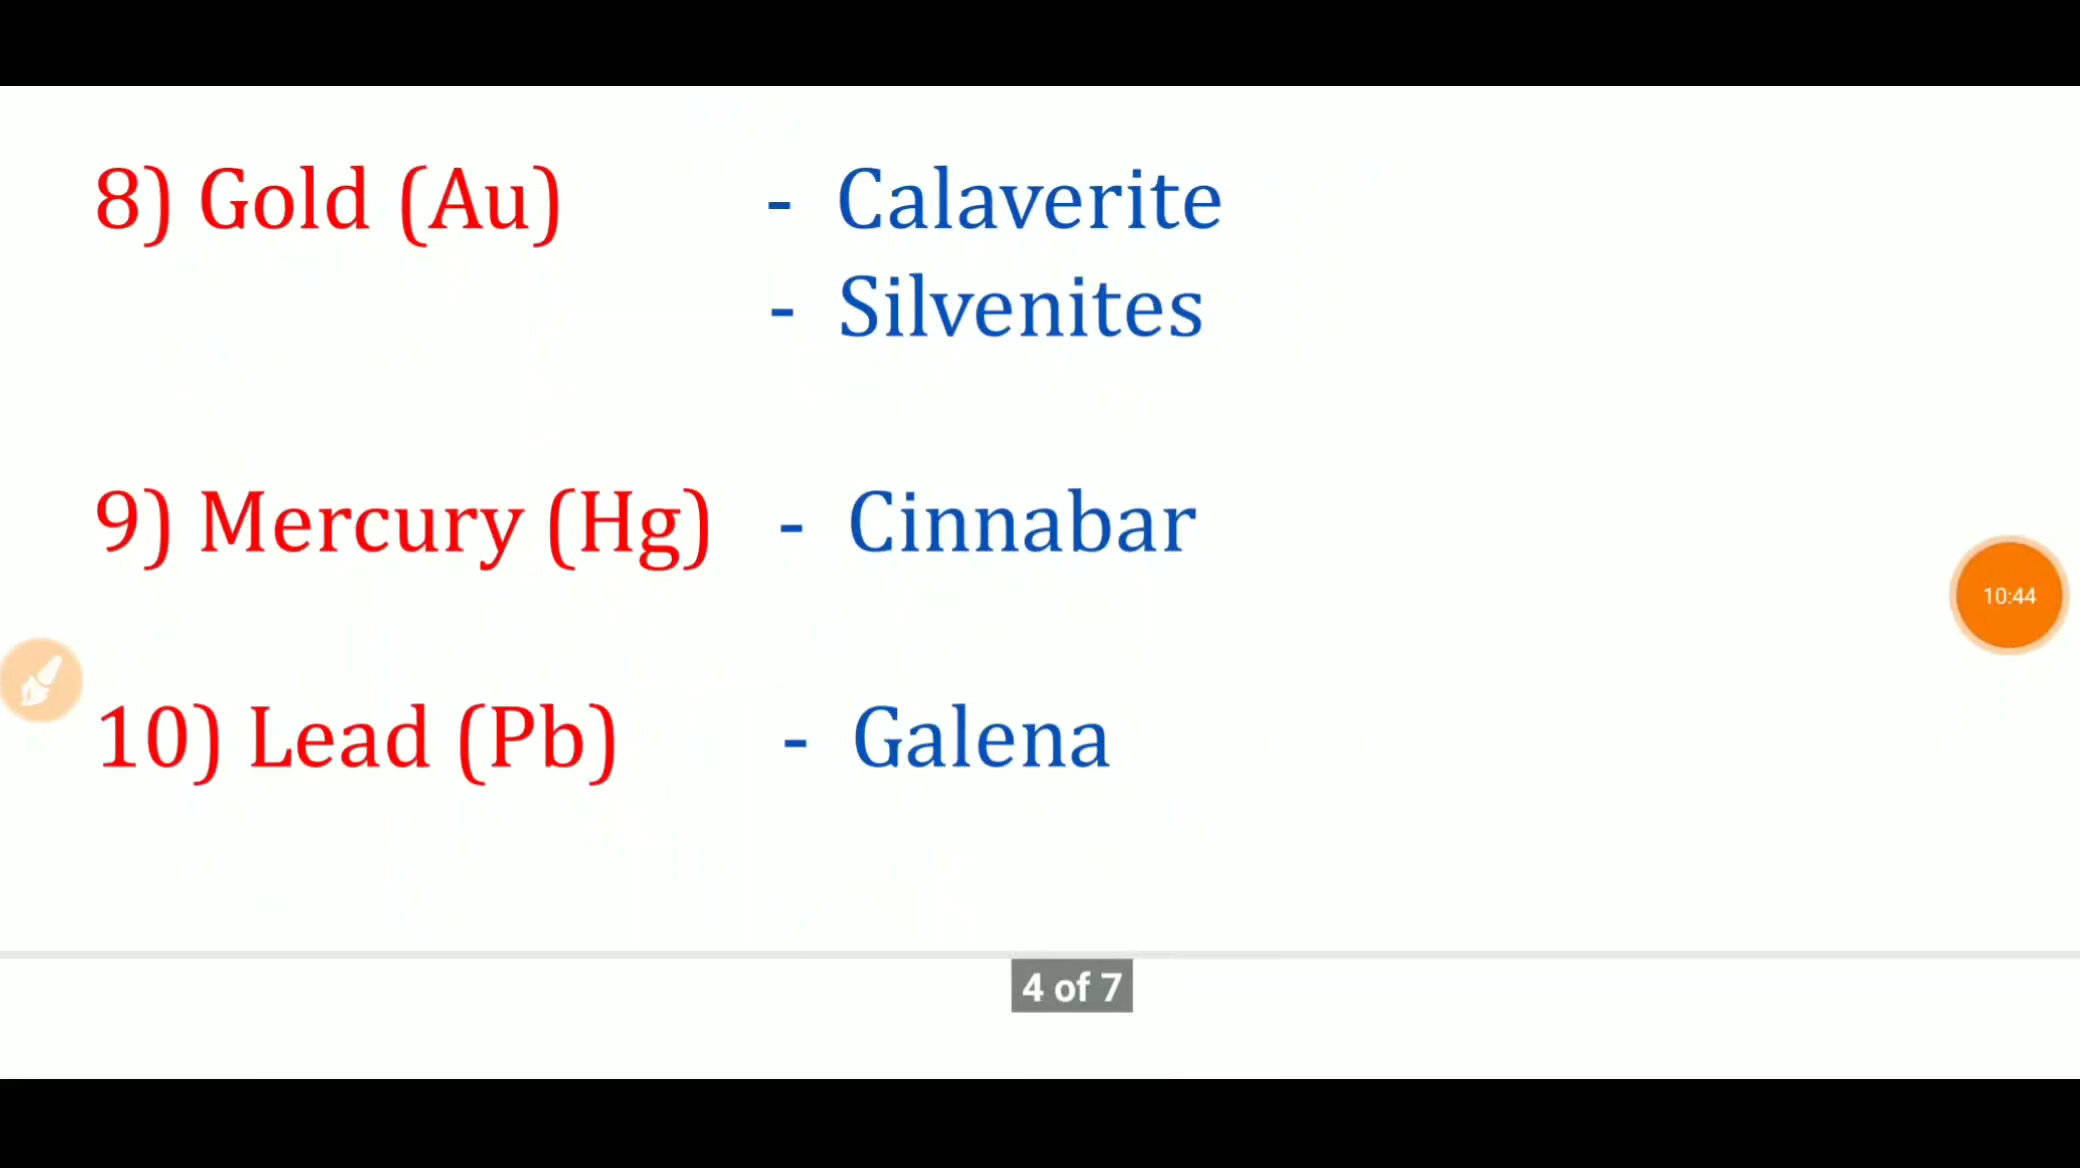 8) Gold (Au) - Calaverite
- Silvenites
9) Mercury (Hg) - Cinnabar
10:44
10) Lead (Pb) - Galena
4 of 7